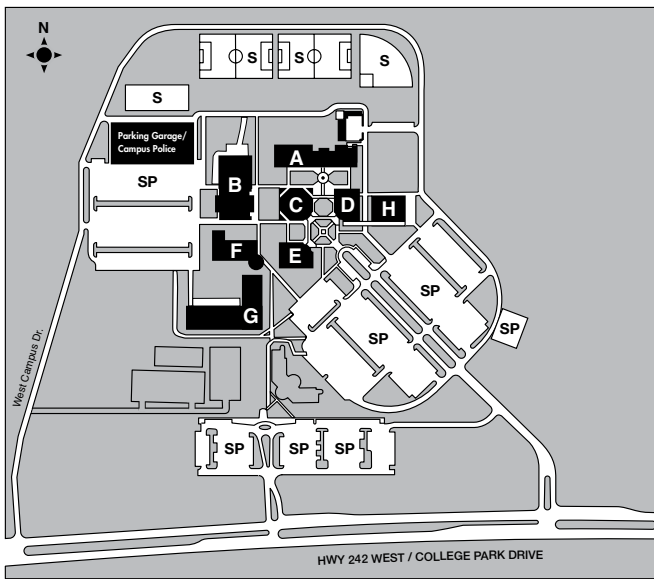 N
S
S
S
S
Parking Garage/
Campus Police
SP
A
B
C
D
H
F
E
G
SP
SP
SP
West Campus Dr.
SP
SP
SP
HWY 242 WEST / COLLEGE PARK DRIVE